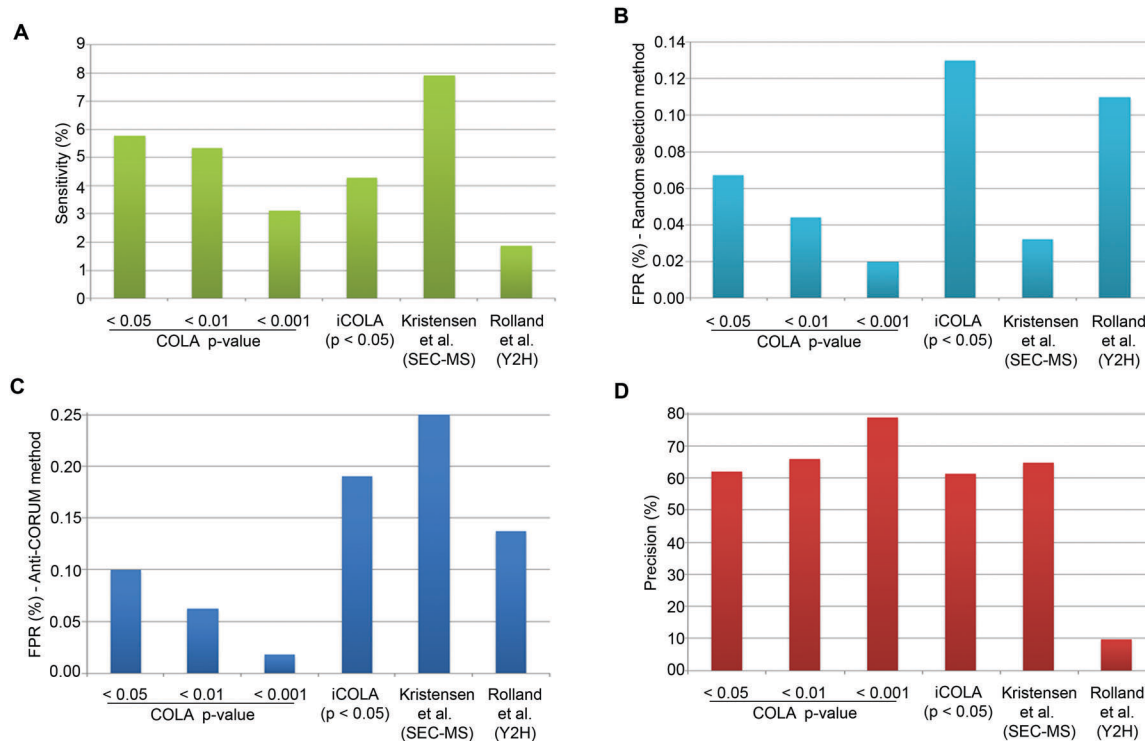 A
Sensitivity (%)
9
8
7
6
5
4
3
2
1
0
< 0.05 < 0.01 < 0.001
COLA p-value
iCOLA
(p < 0.05)
Kristensen
et al.
(SEC-MS)
Rolland
et al.
(Y2H)
B
FPR (%) - Random selection method
0.14
0.12
0.10
0.08
0.06
0.04
0.02
0.00
< 0.05 < 0.01 < 0.001
COLA p-value
iCOLA
(p < 0.05)
Kristensen
et al.
(SEC-MS)
Rolland
et al.
(Y2H)
C
FPR (%) - Anti-CORUM method
0.25
0.20
0.15
0.10
0.05
0.00
< 0.05 < 0.01 < 0.001
COLA p-value
iCOLA
(p < 0.05)
Kristensen
et al.
(SEC-MS)
Rolland
et al.
(Y2H)
D
Precision (%)
80
70
60
50
40
30
20
10
00
< 0.05 < 0.01 < 0.001
COLA p-value
iCOLA
(p < 0.05)
Kristensen
et al.
(SEC-MS)
Rolland
et al.
(Y2H)